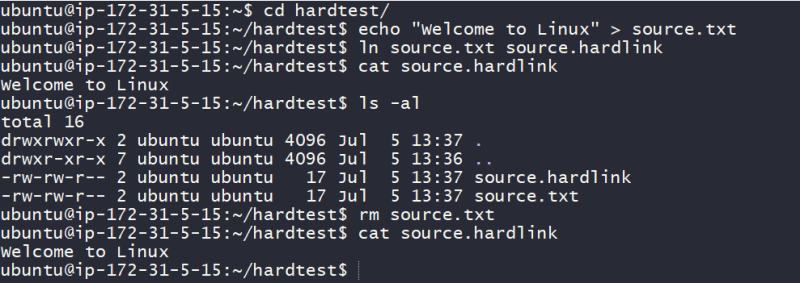 ubuntu@ip-172-31-5-15:~$ cd hardtest/
ubuntu@ip-172-31-5-15:~/hardtest$ echo "Welcome to Linux" > source.txt
ubuntu@ip-172-31-5-15:~/hardtest$ ln source.txt source.hardlink
ubuntu@ip-172-31-5-15:~/hardtest$ cat source.hardlink
Welcome to Linux
ubuntu@ip-172-31-5-15:~/hardtest$ ls -al
total 16
drwxrwxr-x 2 ubuntu ubuntu 4096 Jul  5 13:37 .
drwxr-xr-x 7 ubuntu ubuntu 4096 Jul  5 13:36 ..
-rw-rw-r-- 2 ubuntu ubuntu   17 Jul  5 13:37 source.hardlink
-rw-rw-r-- 2 ubuntu ubuntu   17 Jul  5 13:37 source.txt
ubuntu@ip-172-31-5-15:~/hardtest$ rm source.txt
ubuntu@ip-172-31-5-15:~/hardtest$ cat source.hardlink
Welcome to Linux
ubuntu@ip-172-31-5-15:~/hardtest$